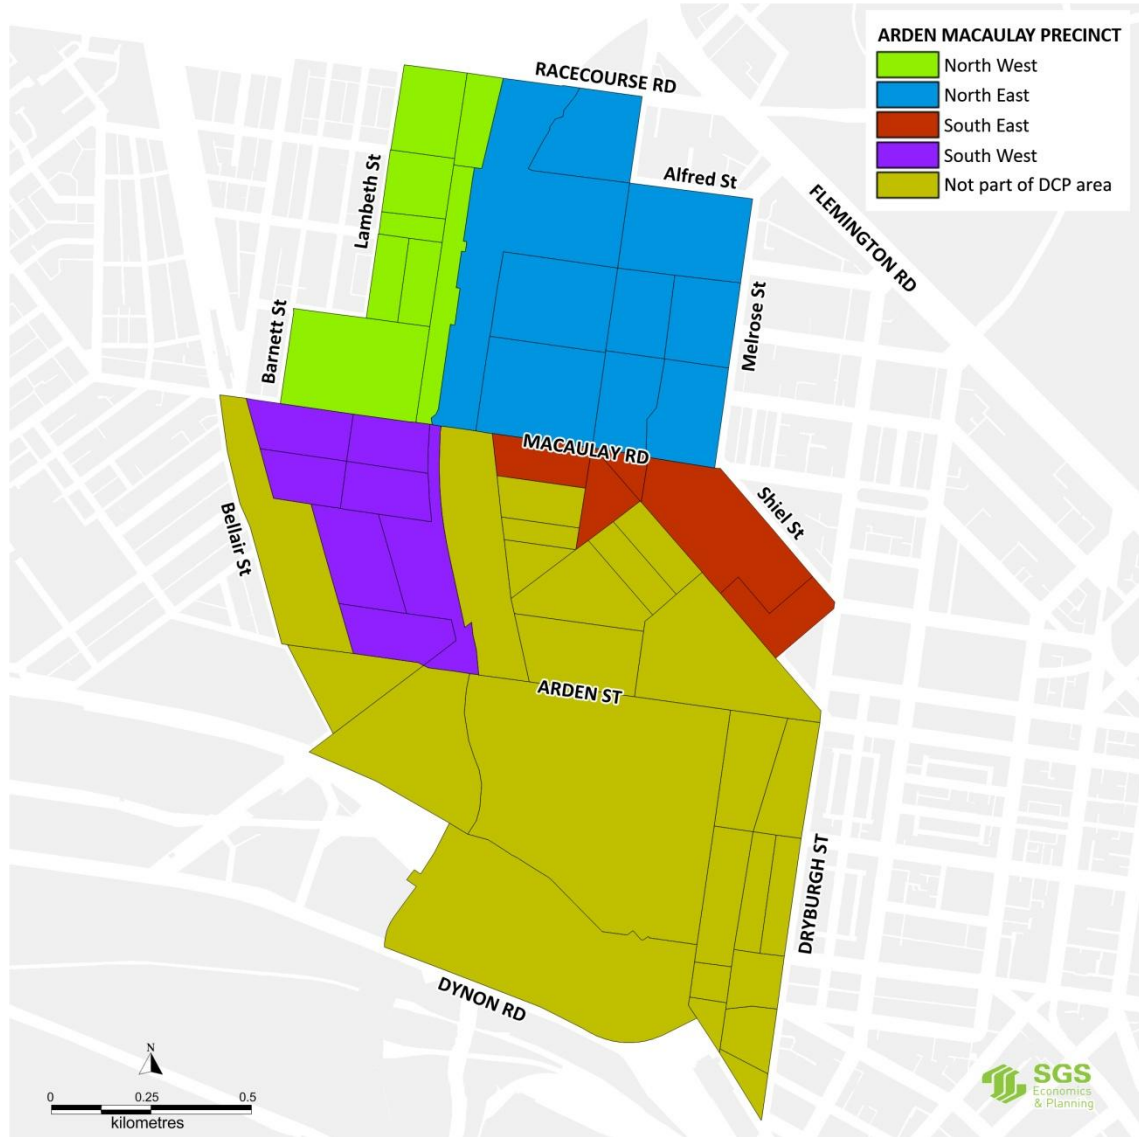 ARDEN MACAULAY PRECINCT
North West
North East
South East
South West
Not part of DCP area
RACECOURSE RD
Alfred St
FLEMINGTON RD
Lambeth St
Melrose St
Barnett St
MACAULAY RD
Shiel St
Bellair St
ARDEN ST
DRYBURGH ST
DYNON RD
N
0 0.25 0.5
kilometres
SGS
Economics
& Planning